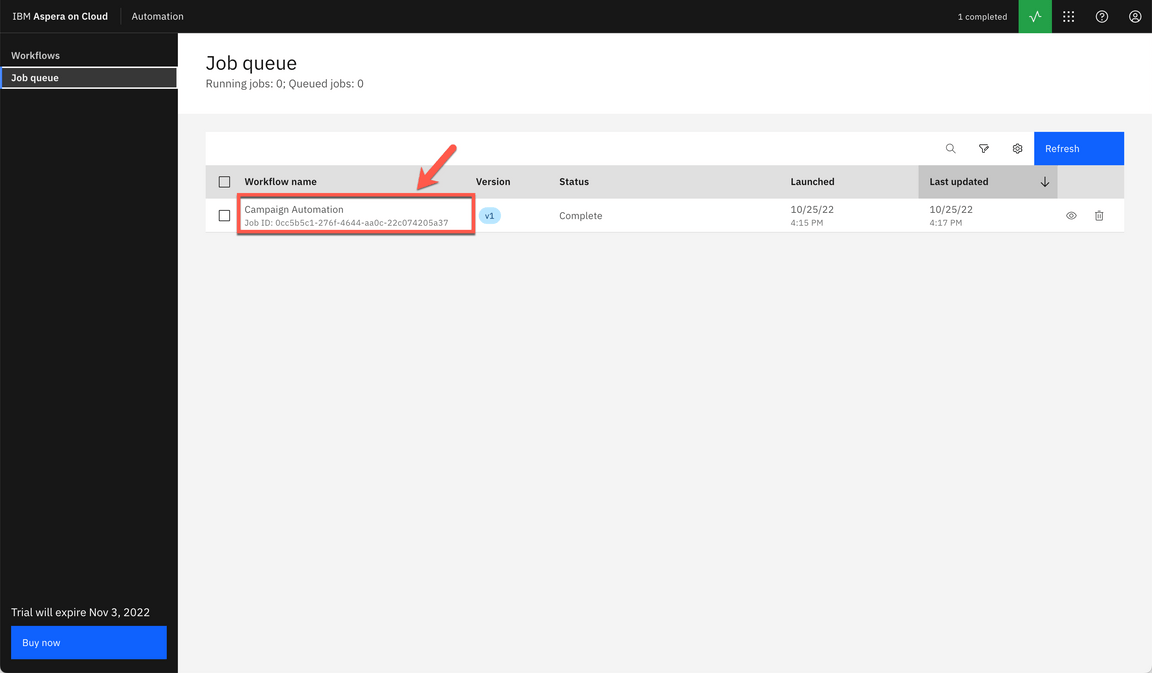 IBM Aspera on Cloud
Automation
1 completed
Workflows
Job queue
Job queue
Running jobs: 0; Queued jobs: 0
Refresh
Workflow name Version Status Launched Last updated
Campaign Automation
Job ID: 0cc5b5c1-276f-4644-aa0c-22c074205a37
v1
Complete
10/25/22
4:15 PM
10/25/22
4:17 PM
Trial will expire Nov 3, 2022
Buy now